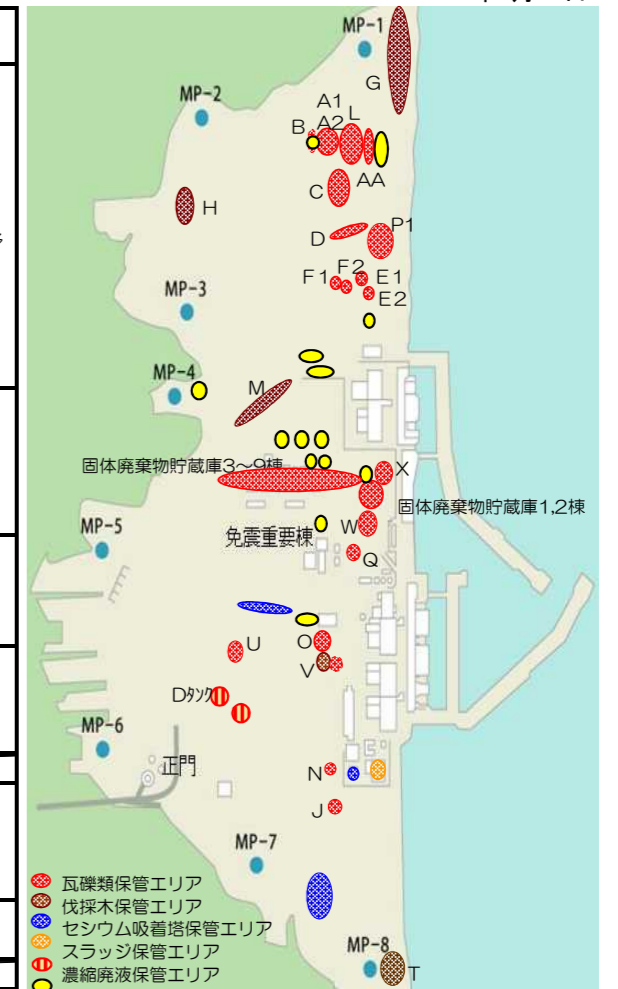 MP-1
G
MP-2
A1
L
B
A2
AA
C
H
P1
D
F2
F1
E1
E2
MP-3
MP-4
M
固体廃棄物貯蔵庫3~9棟
X
固体廃棄物貯蔵庫1,2棟
MP-5
免震重要棟
W
Q
U
O
V
Dタンク
MP-6
正門
N
J
MP-7
瓦礫類保管エリア
伐採木保管エリア
セシウム吸着塔保管エリア
スラッジ保管エリア
濃縮廃液保管エリア
MP-8
T